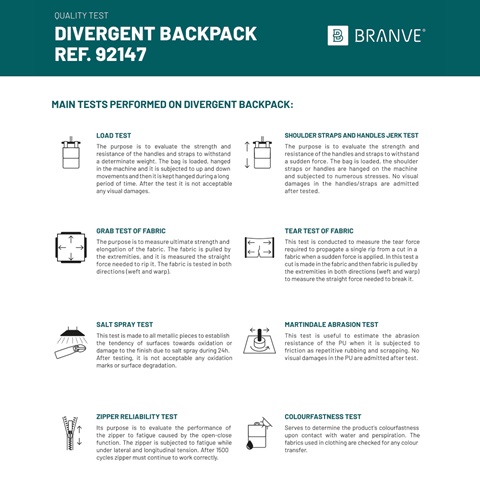 QUALITY TEST
DIVERGENT BACKPACK
REF. 92147
BRANVE®
MAIN TESTS PERFORMED ON DIVERGENT BACKPACK:
LOAD TEST
The purpose is to evaluate the strength and
resistance of the handles and straps to withstand
a determinate weight. The bag is loaded, hanged
in the machine and it is subjected to up and down
movements and then it is kept hanged during a long
period of time. After the test it is not acceptable
any visual damages.
SHOULDER STRAPS AND HANDLES JERK TEST
The purpose is to evaluate the strength and
resistance of the handles and straps to withstand
a sudden force. The bag is loaded, the shoulder
straps or handles are hanged on the machine
and subjected to numerous stresses. No visual
damages in the handles/straps are admitted
after tested.
GRAB TEST OF FABRIC
The purpose is to measure ultimate strength and
elongation of the fabric. The fabric is pulled by
the extremities, and it is measured the straight
force needed to rip it. The fabric is tested in both
directions (weft and warp).
TEAR TEST OF FABRIC
This test is conducted to measure the tear force
required to propagate a single rip from a cut in a
fabric when a sudden force is applied. In this test a
cut is made in the fabric and then fabric is pulled by
the extremities in both directions (weft and warp)
to measure the straight force needed to break it.
SALT SPRAY TEST
This test is made to all metallic pieces to establish
the tendency of surfaces towards oxidation or
damage to the finish due to salt spray during 24h.
After testing, it is not acceptable any oxidation
marks or surface degradation.
MARTINDALE ABRASION TEST
This test is useful to estimate the abrasion
resistance of the PU when it is subjected to
friction as repetitive rubbing and scrapping. No
visual damages in the PU are admitted after test.
ZIPPER RELIABILITY TEST
Its purpose is to evaluate the performance of
the zipper to fatigue caused by the open-close
function. The zipper is subjected to fatigue while
under lateral and longitudinal tension. After 1500
cycles zipper must continue to work correctly.
COLOURFASTNESS TEST
Serves to determine the product's colourfastness
upon contact with water and perspiration. The
fabrics used in clothing are checked for any colour
transfer.